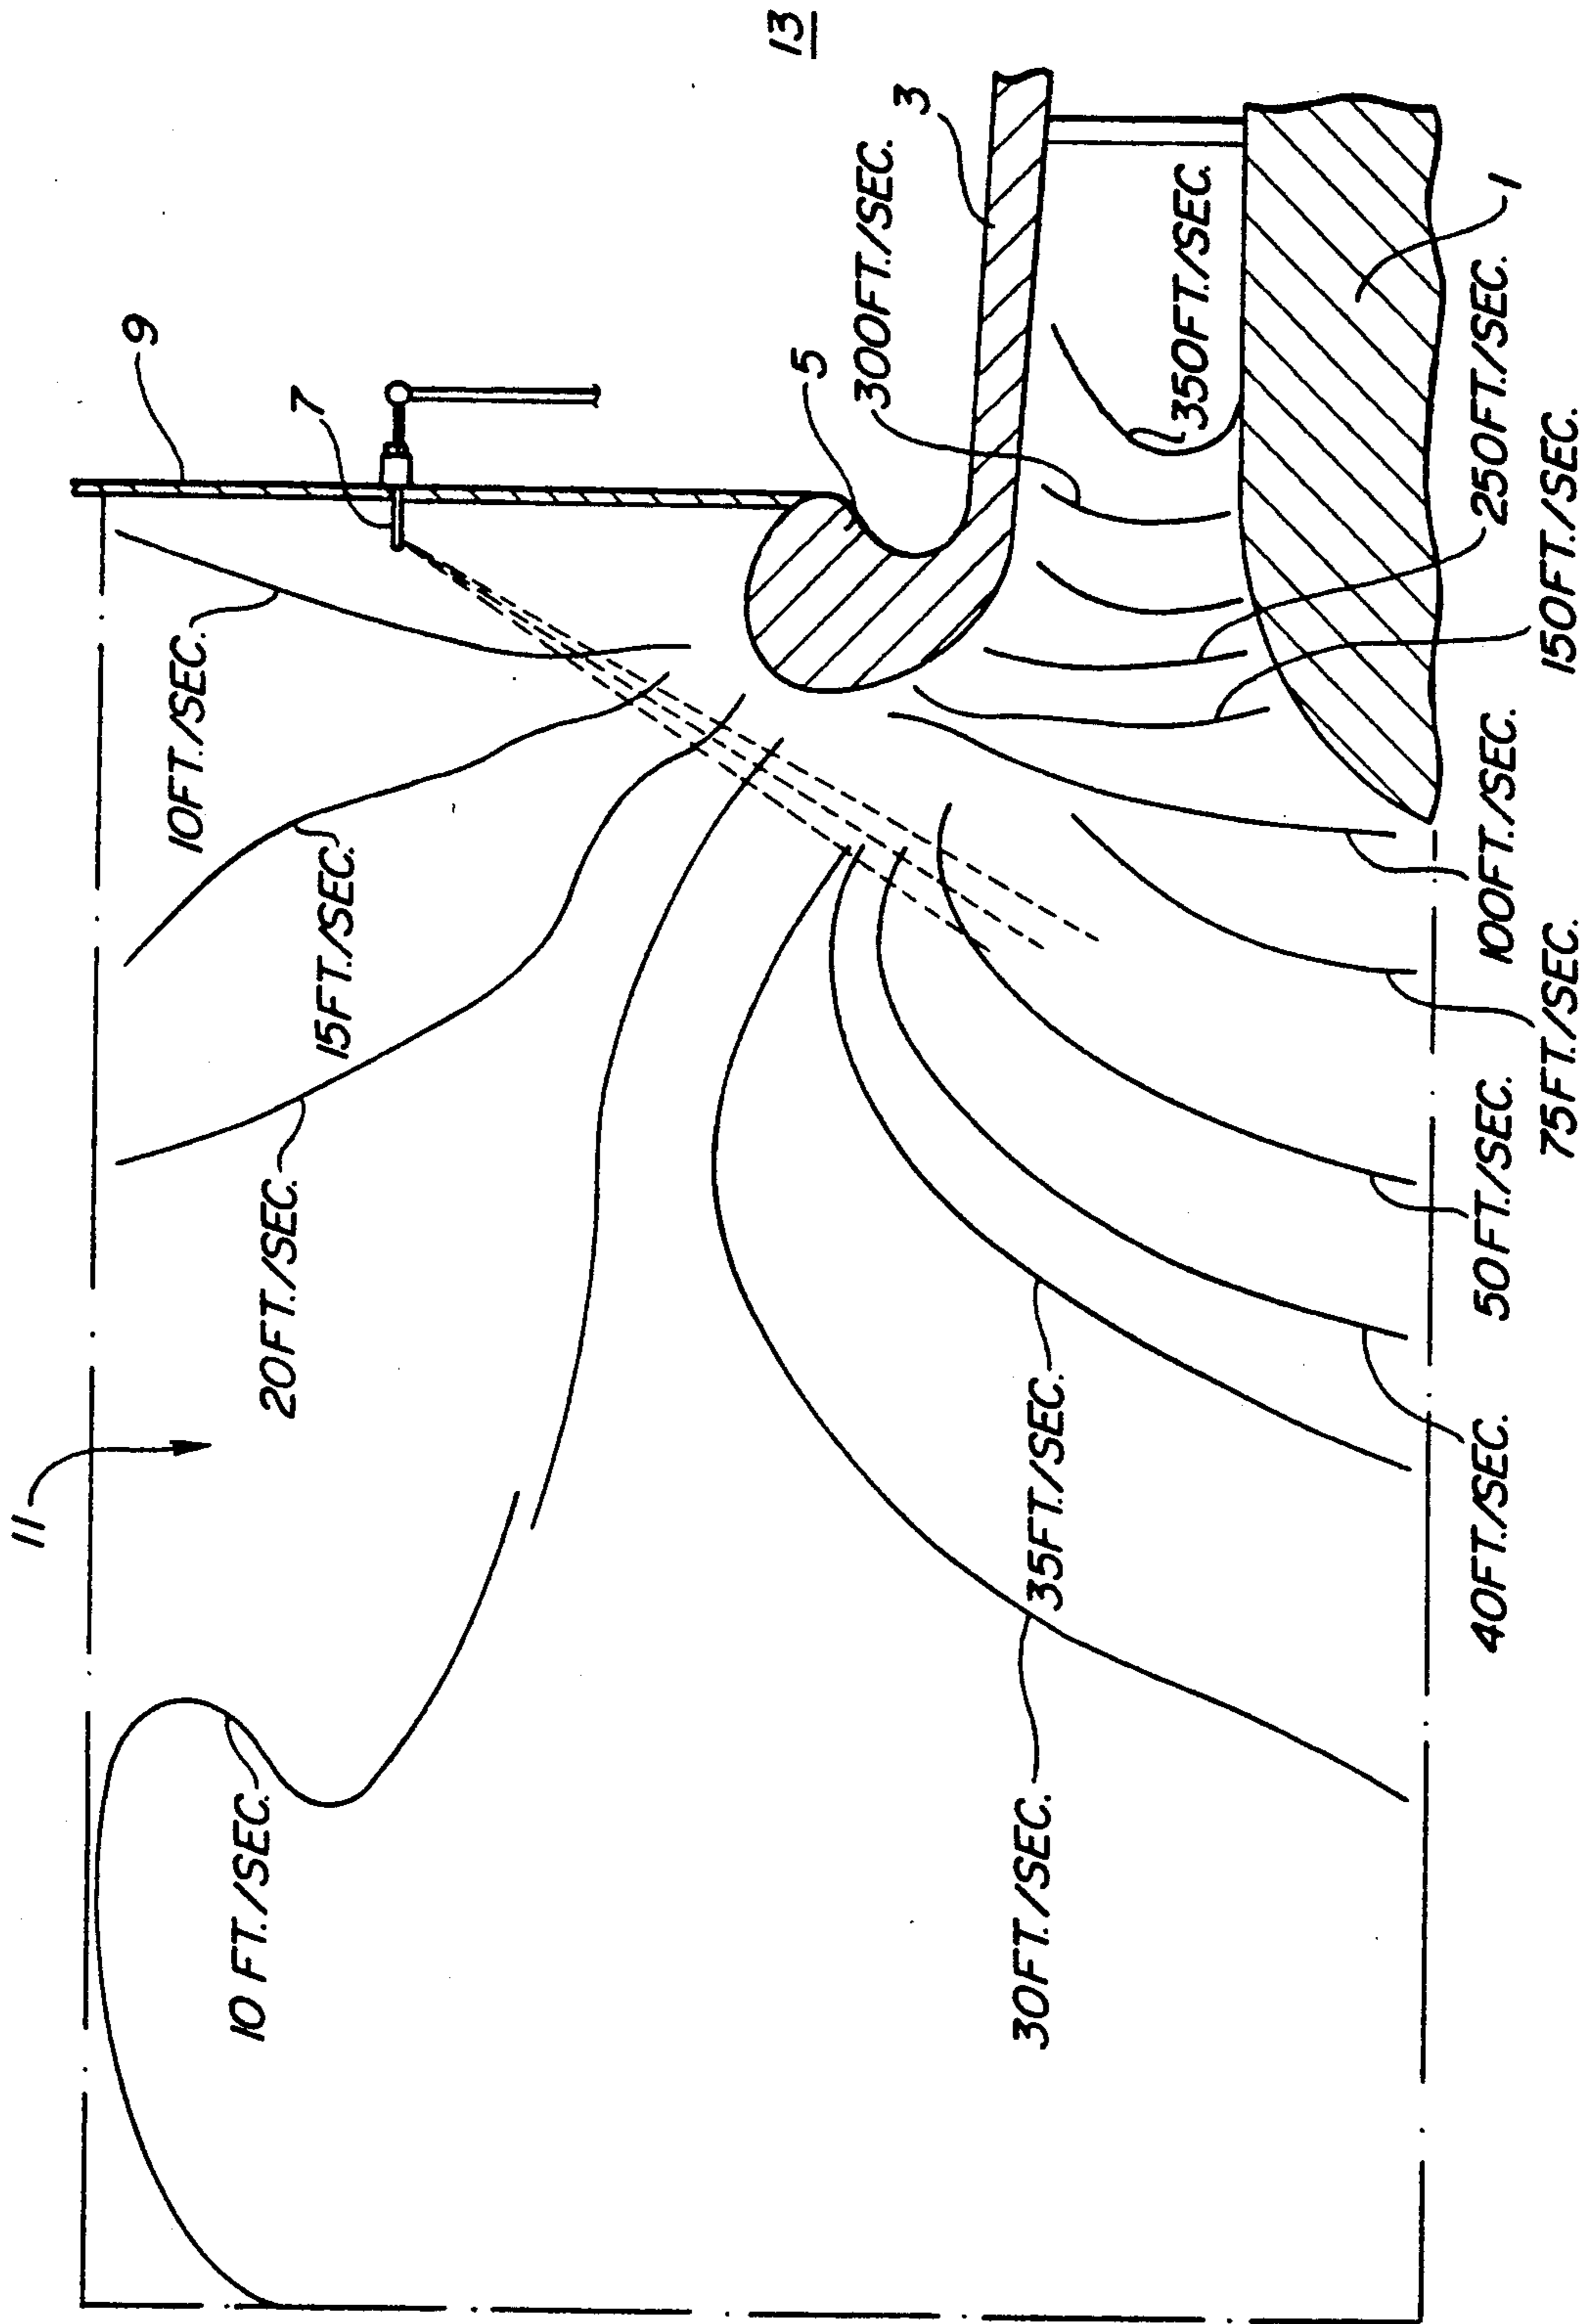 11
10 FT./SEC.
20FT./SEC.
15FT./SEC.
10FT./SEC.
7
9
13
5
300FT./SEC.
3
350FT./SEC.
1
30FT./SEC.
35FT./SEC.
40FT./SEC.
50FT./SEC.
75FT./SEC.
100FT./SEC.
150FT./SEC.
250FT./SEC.